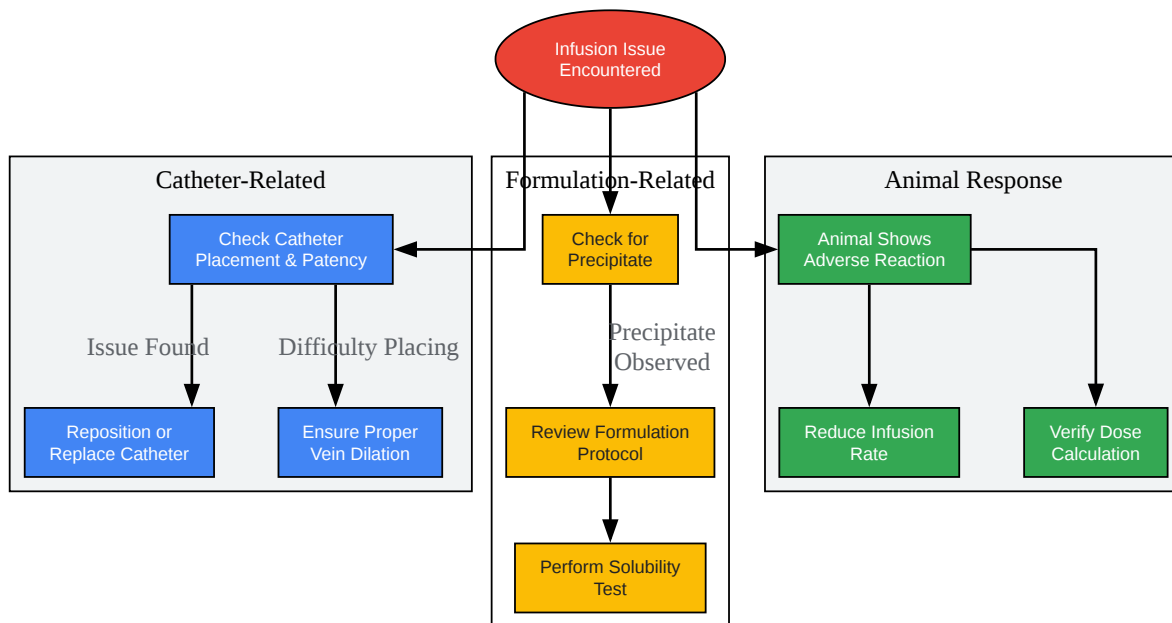 Infusion Issue
Encountered
Catheter-Related
Formulation-Related
Animal Response
Check Catheter
Placement & Patency
Check for
Precipitate
Animal Shows
Adverse Reaction
Issue Found
Difficulty Placing
Precipitate
Observed
Reposition or
Replace Catheter
Ensure Proper
Vein Dilation
Review Formulation
Protocol
Reduce Infusion
Rate
Verify Dose
Calculation
Perform Solubility
Test